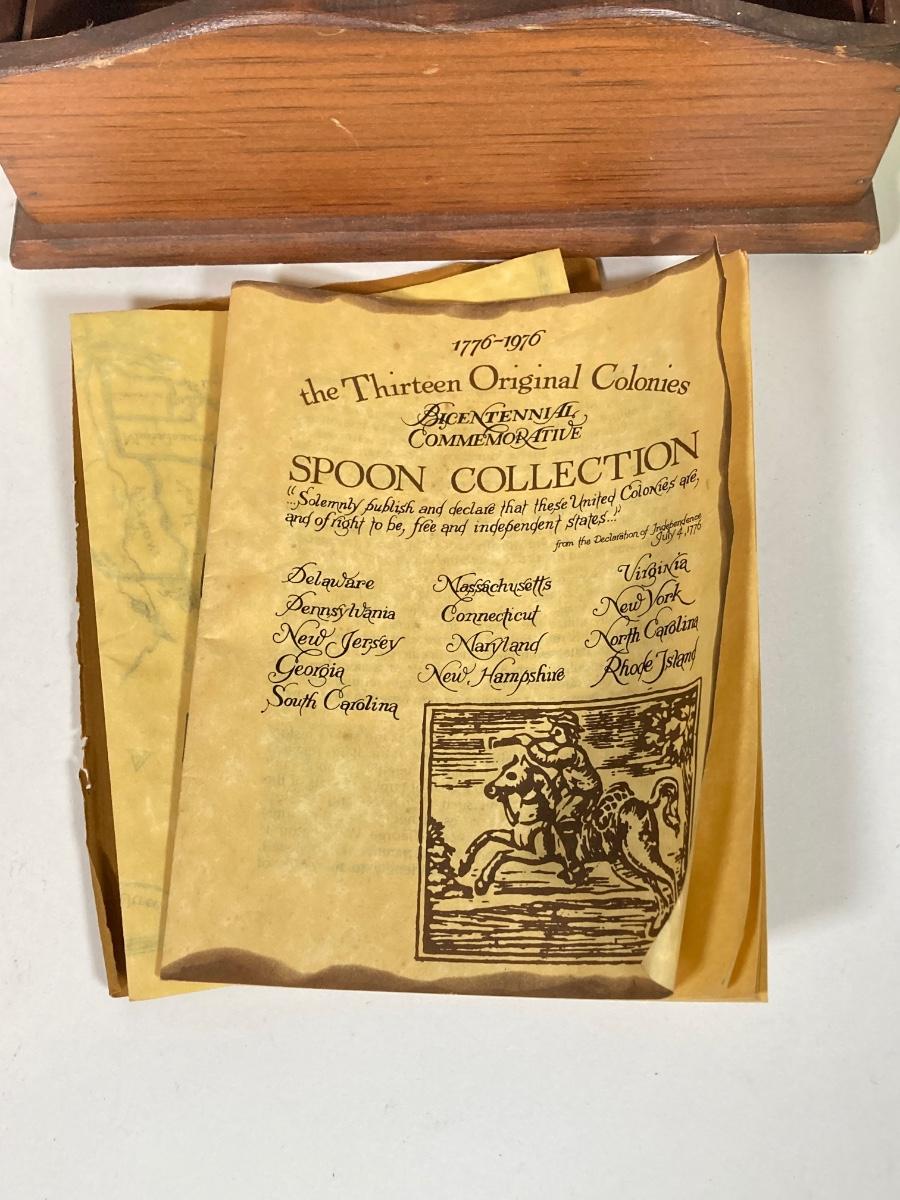 1776-1976
the Thirteen Original Colonies
Bicentennial
Commemorative
SPOON COLLECTION
"...Solemnly publish and declare that these United Colonies are,
and of right to be, free and independent states..."
from the Declaration of Independence
July 4, 1776
Delaware
Pennsylvania
New Jersey
Georgia
South Carolina
Massachusetts
Connecticut
Maryland
New Hampshire
Virginia
New York
North Carolina
Rhode Island